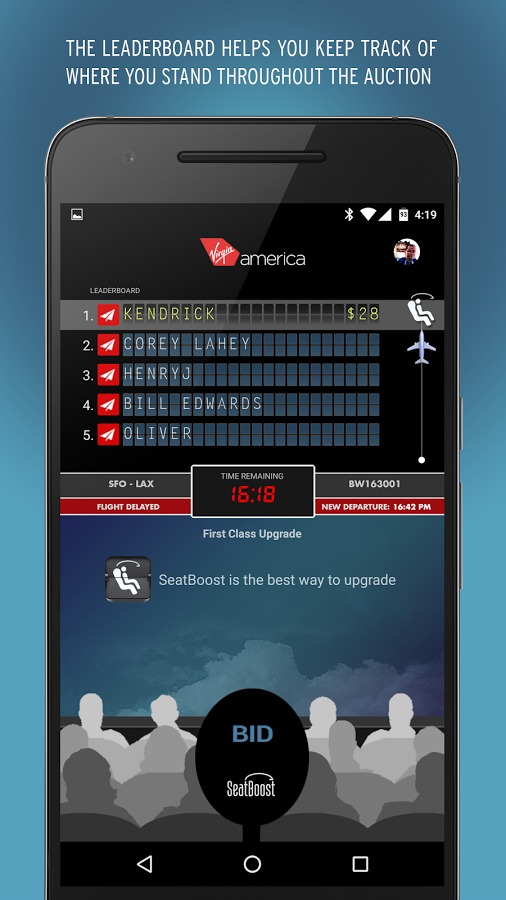 THE LEADERBOARD HELPS YOU KEEP TRACK OF
WHERE YOU STAND THROUGHOUT THE AUCTION
93 4:19
Virgin america
LEADERBOARD
1. KENDRICK $28
2. COREY LAHEY
3. HENRYJ
4. BILL EDWARDS
5. OLIVER
TIME REMAINING
SFO - LAX 16:18 BW163001
FLIGHT DELAYED NEW DEPARTURE: 16:42 PM
First Class Upgrade
SeatBoost is the best way to upgrade
BID
SeatBoost